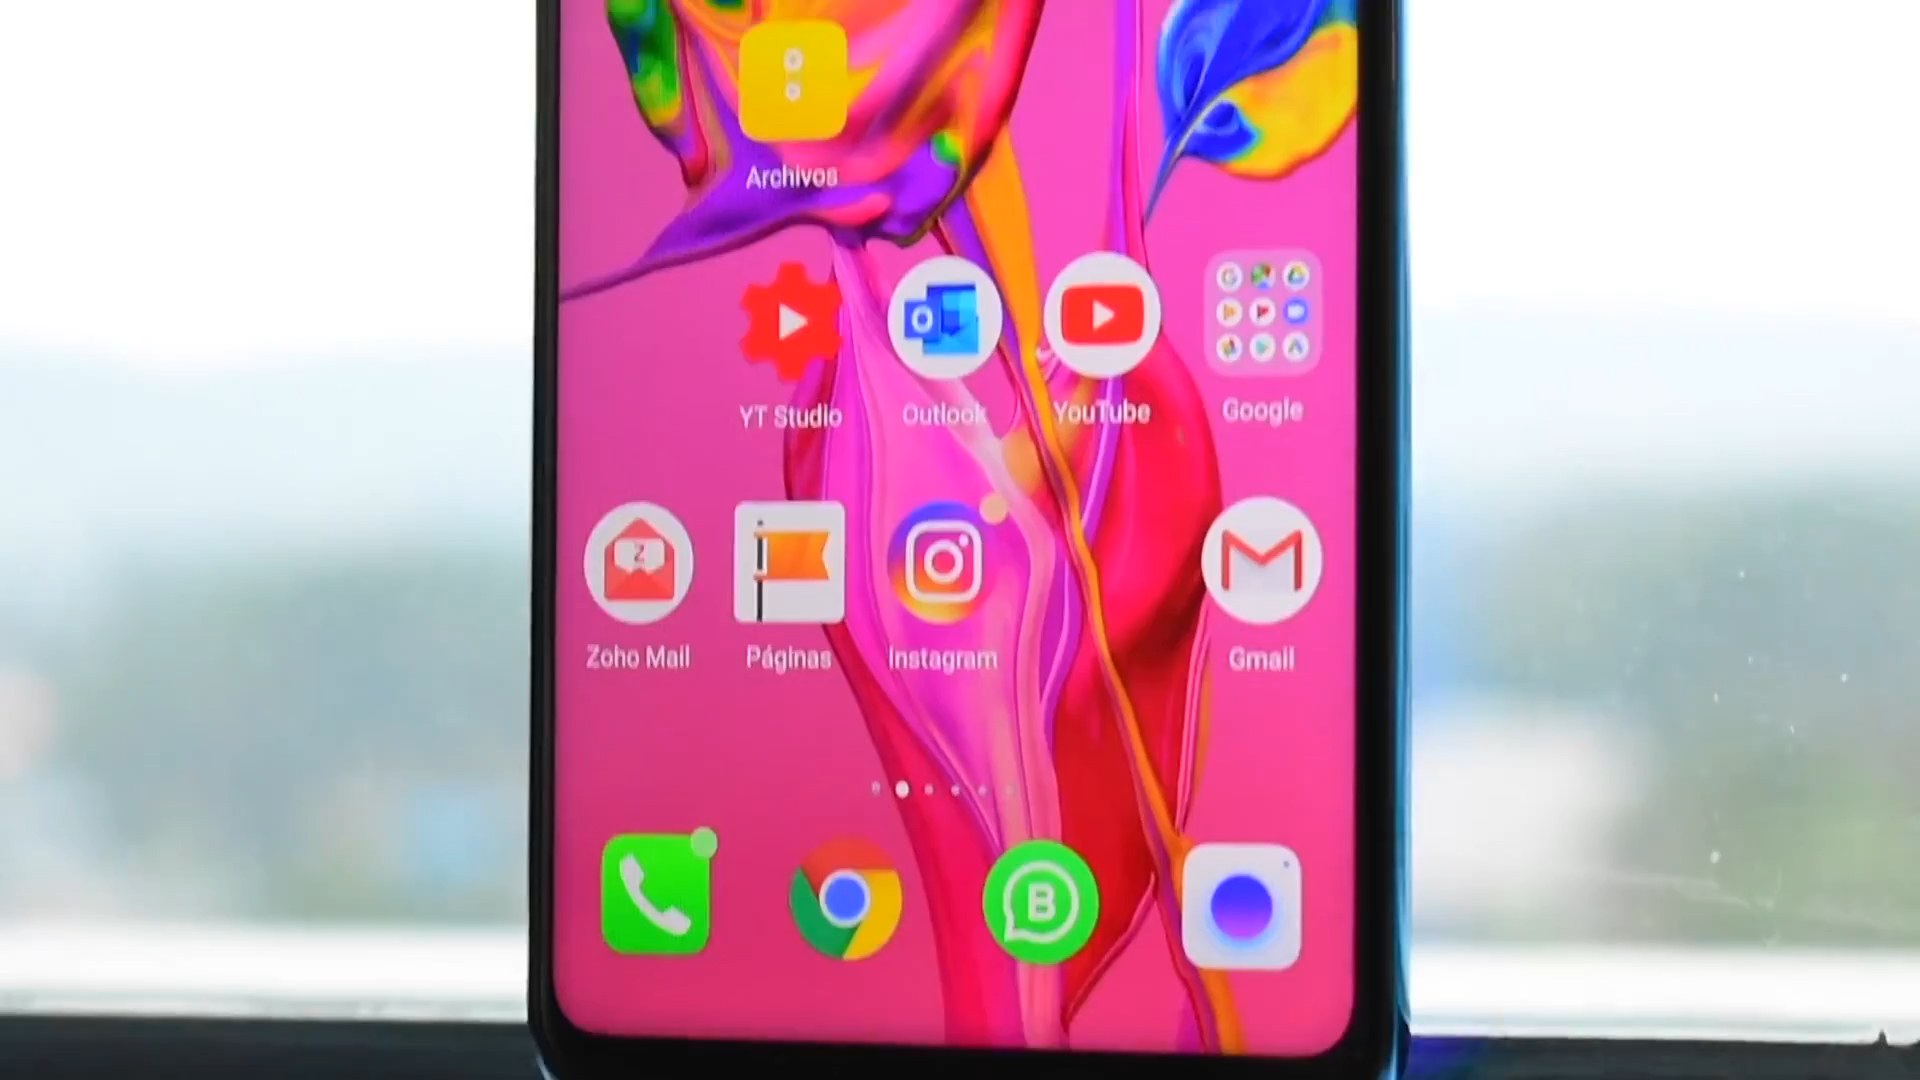 Archivos
YT Studio
Outlook
YouTube
Google
Z
Zoho Mail
Páginas
Instagram
Gmail
B